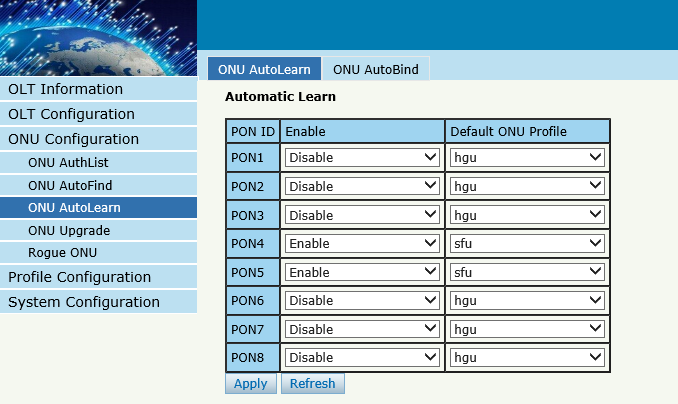 ONU AutoLearn ONU AutoBind
OLT Information
OLT Configuration
ONU Configuration
ONU AuthList
ONU AutoFind
ONU AutoLearn
ONU Upgrade
Rogue ONU
Profile Configuration
System Configuration
Automatic Learn
PON ID Enable Default ONU Profile
PON1 Disable hgu
PON2 Disable hgu
PON3 Disable hgu
PON4 Enable sfu
PON5 Enable sfu
PON6 Disable hgu
PON7 Disable hgu
PON8 Disable hgu
Apply Refresh